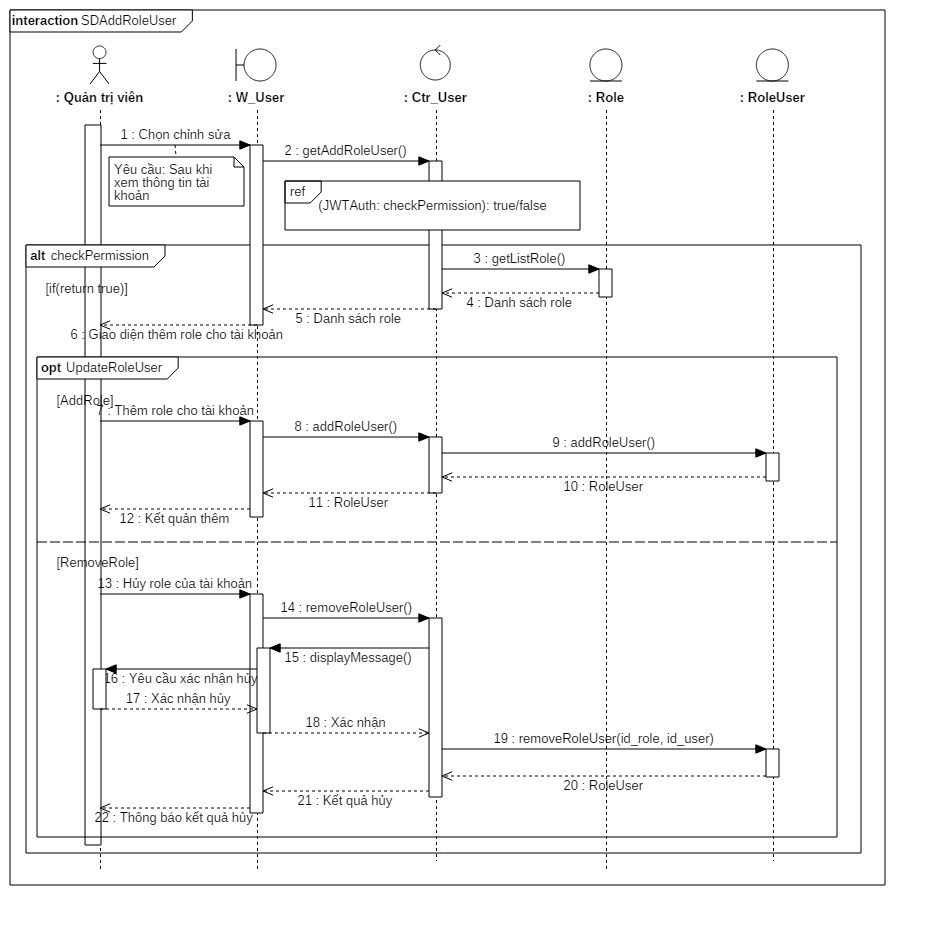 interaction SDAddRoleUser
: Quản trị viên
: W_User
: Ctr_User
: Role
: RoleUser
1 : Chọn chỉnh sửa
2 : getAddRoleUser()
Yêu cầu: Sau khi
xem thông tin tài
khoản
ref
(JWTAuth: checkPermission): true/false
alt checkPermission
3 : getListRole()
[if(return true)]
4 : Danh sách role
5 : Danh sách role
6 : Giao diện thêm role cho tài khoản
opt UpdateRoleUser
[AddRole]
7 : Thêm role cho tài khoản
8 : addRoleUser()
9 : addRoleUser()
10 : RoleUser
11 : RoleUser
12 : Kết quản thêm
[RemoveRole]
13 : Hủy role của tài khoản
14 : removeRoleUser()
15 : displayMessage()
16 : Yêu cầu xác nhận hủy
17 : Xác nhận hủy
18 : Xác nhận
19 : removeRoleUser(id_role, id_user)
20 : RoleUser
21 : Kết quả hủy
22 : Thông báo kết quả hủy